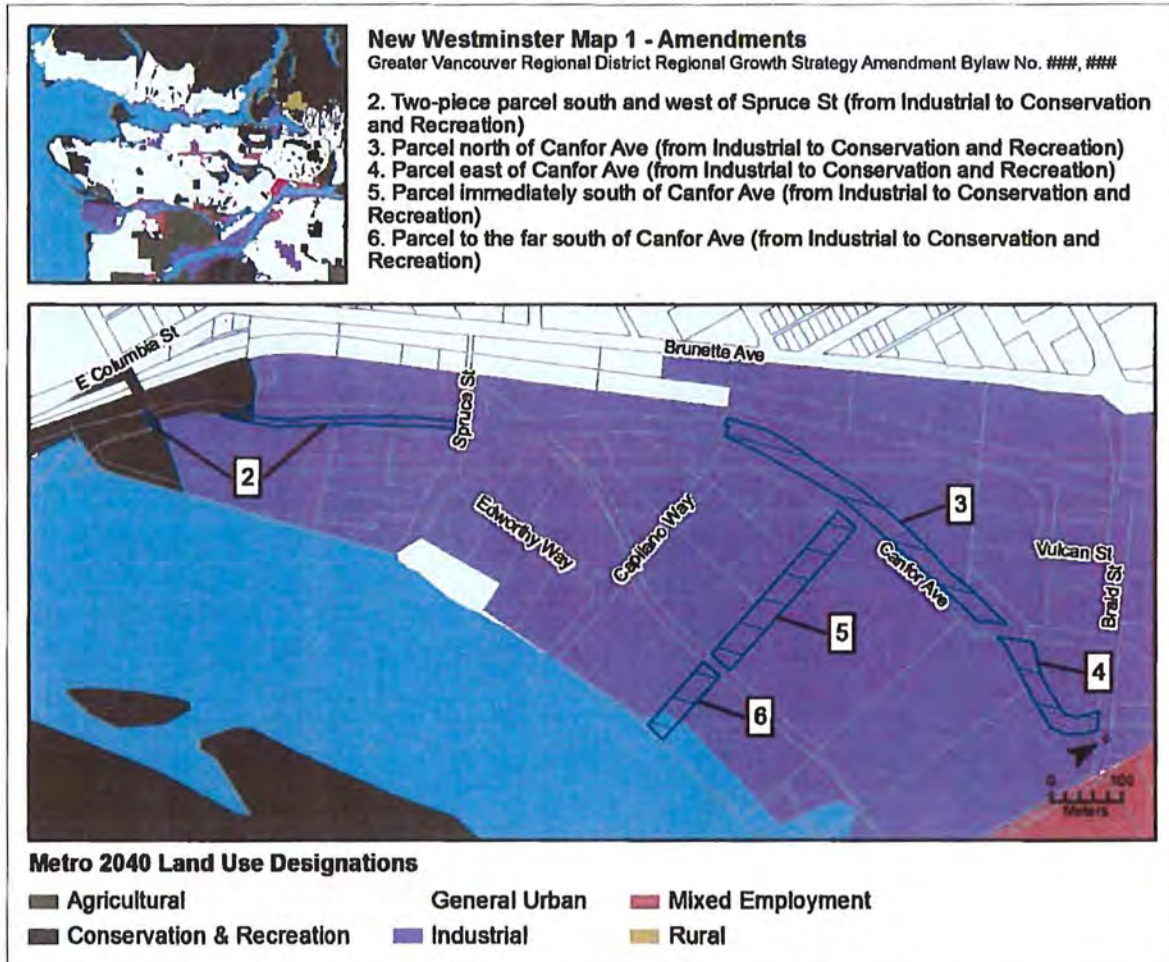 New Westminster Map 1 - Amendments
Greater Vancouver Regional District Regional Growth Strategy Amendment Bylaw No. ###, ###
2. Two-piece parcel south and west of Spruce St (from Industrial to Conservation
and Recreation)
3. Parcel north of Canfor Ave (from Industrial to Conservation and Recreation)
4. Parcel east of Canfor Ave (from Industrial to Conservation and Recreation)
5. Parcel immediately south of Canfor Ave (from Industrial to Conservation and
Recreation)
6. Parcel to the far south of Canfor Ave (from Industrial to Conservation and
Recreation)
E Columbia St
Brunette Ave
Spruce St
2
Edworthy Way
Capilano Way
3
Canfor Ave
Vulcan St
Braid St
5
4
6
0 100
Meters
Metro 2040 Land Use Designations
Agricultural
General Urban
Mixed Employment
Conservation & Recreation
Industrial
Rural